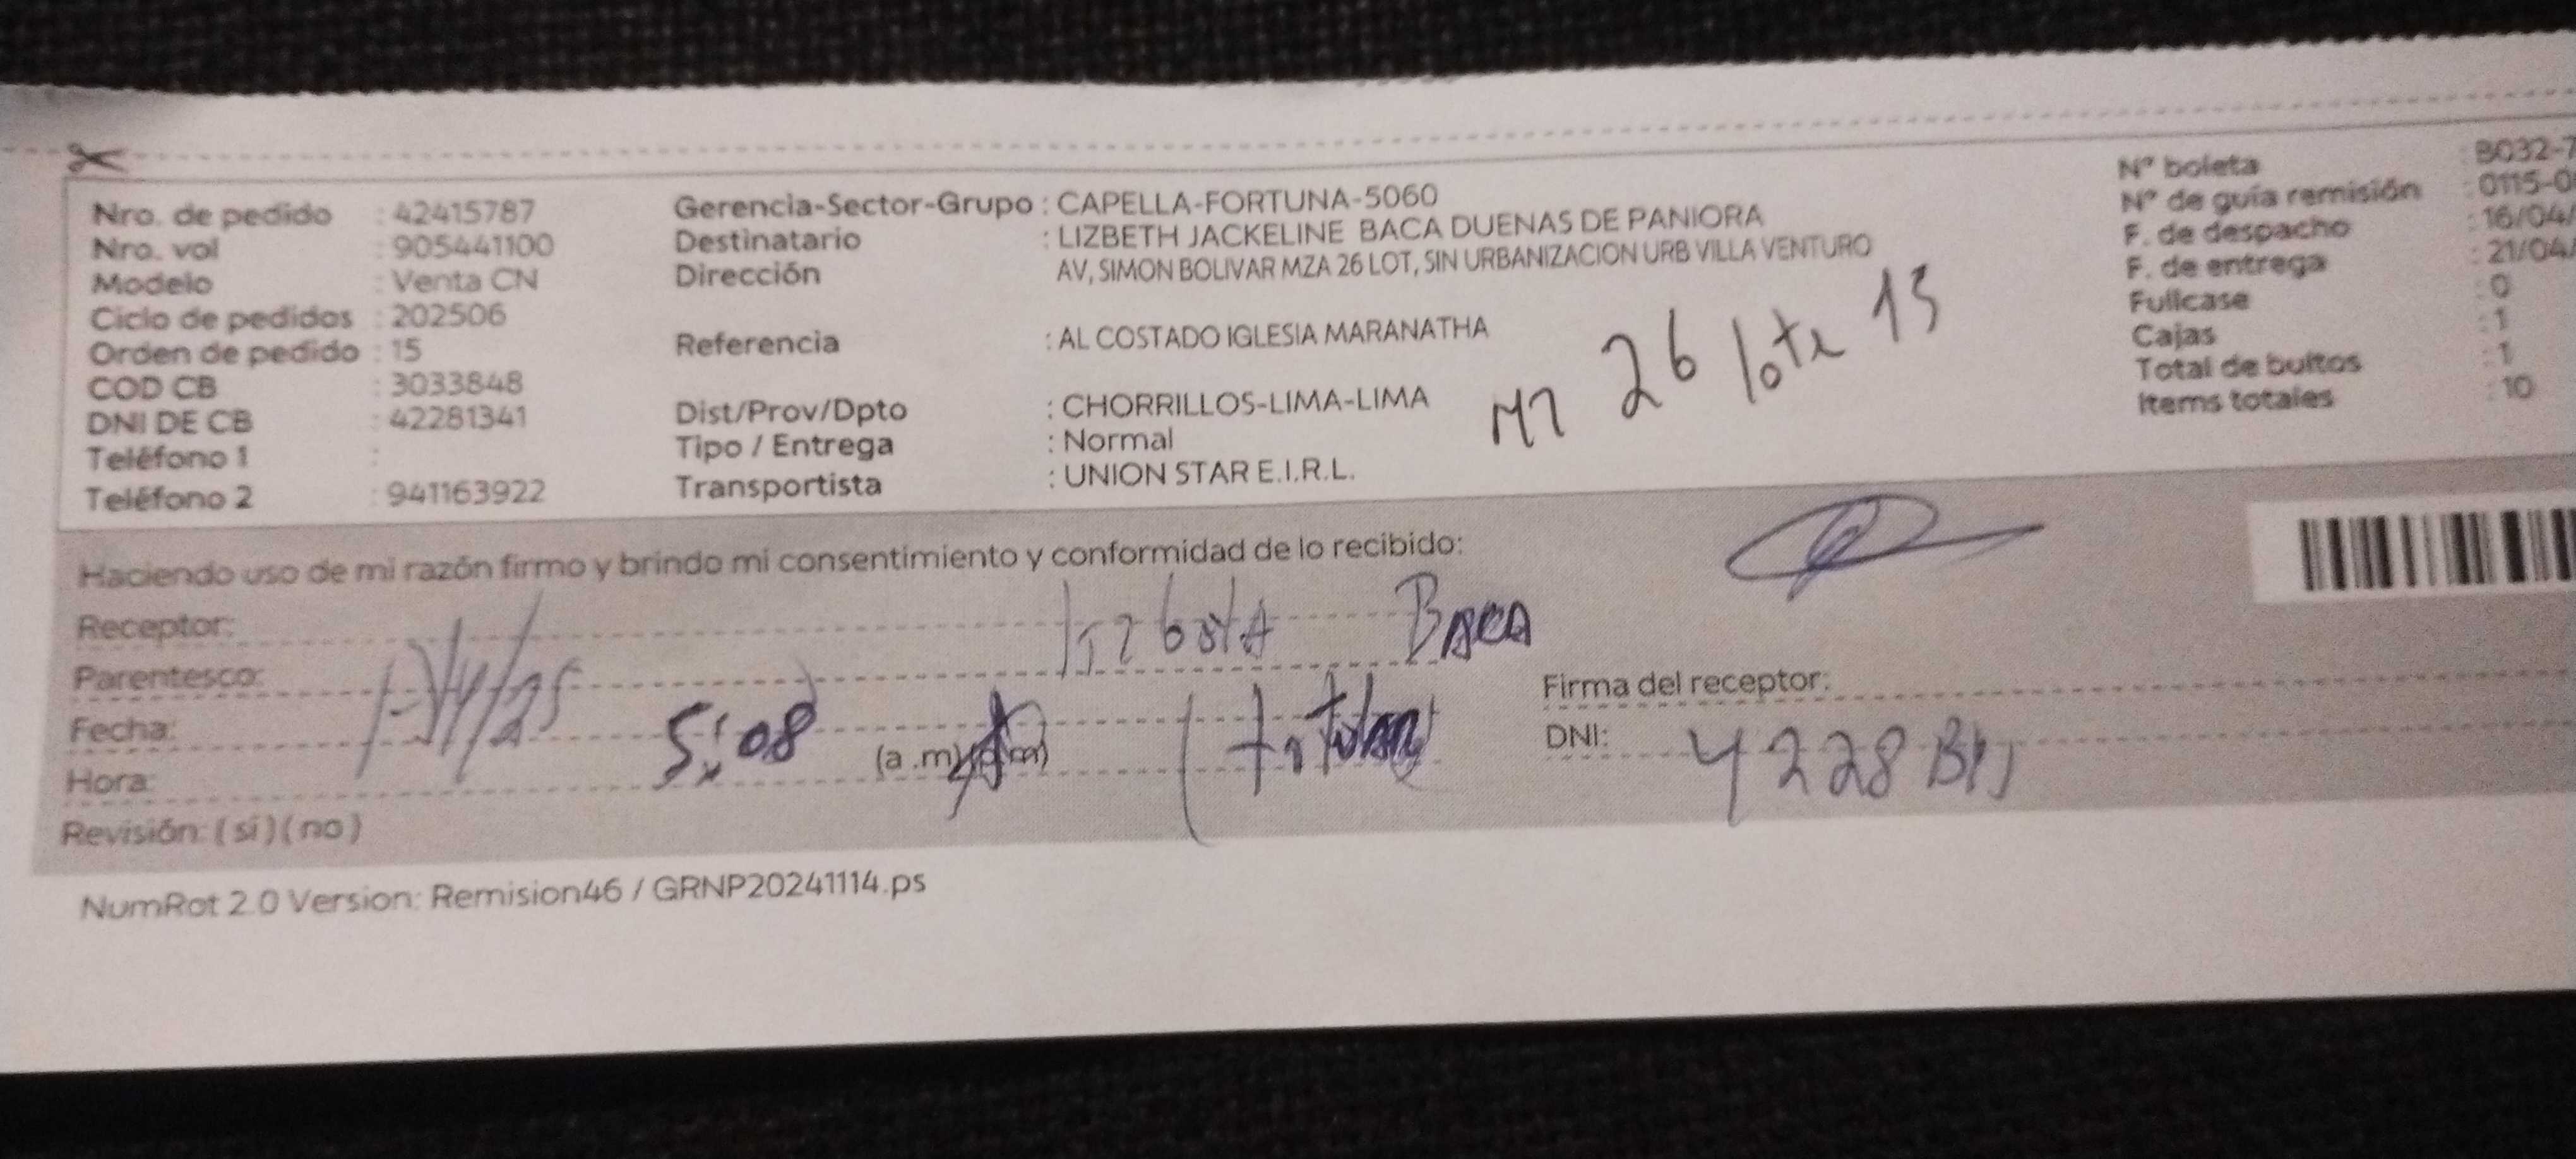 Nro. de pedido : 42415787
Nro. vol : 905441100
Modelo : Venta CN
Ciclo de pedidos : 202506
Orden de pedido : 15
COD CB : 3033848
DNI DE CB : 42281341
Teléfono 1 :
Teléfono 2 : 941163922
Gerencia-Sector-Grupo : CAPELLA-FORTUNA-5060
Destinatario : LIZBETH JACKELINE BACA DUENAS DE PANIORA
Dirección AV, SIMON BOLIVAR MZA 26 LOT, SIN URBANIZACION URB VILLA VENTURO
Referencia : AL COSTADO IGLESIA MARANATHA
Dist/Prov/Dpto : CHORRILLOS-LIMA-LIMA
Tipo / Entrega : Normal
Transportista : UNION STAR E.I.R.L.
Mz 26 lote 15
N° boleta : B032-7
N° de guía remisión : 0115-0
F. de despacho : 16/04/
F. de entrega : 21/04/
Fullcase : 0
Cajas : 1
Total de bultos : 1
Items totales : 10
Haciendo uso de mi razón firmo y brindo mi consentimiento y conformidad de lo recibido:
Receptor: Baca
Parentesco:
Fecha:
Hora: 5:08 (a .m)
Revisión: ( sí ) ( no )
Firma del receptor:
DNI:
NumRot 2.0 Version: Remision46 / GRNP20241114.ps